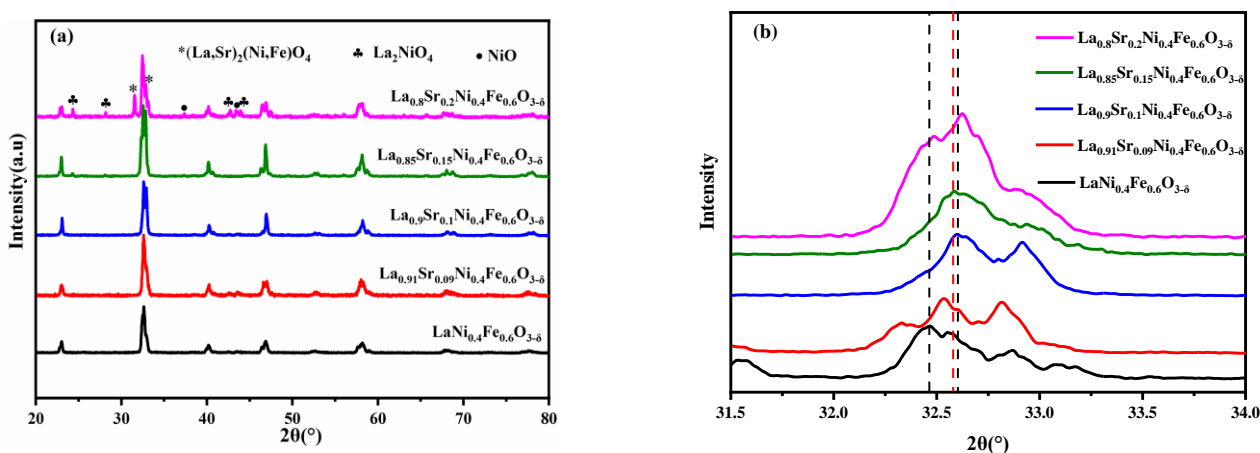 (a)
*(La,Sr)₂(Ni,Fe)O₄ ♣ La₂NiO₄ • NiO
La₀.₈Sr₀.₂Ni₀.₄Fe₀.₆O₃₋δ
La₀.₈₅Sr₀.₁₅Ni₀.₄Fe₀.₆O₃₋δ
La₀.₉Sr₀.₁Ni₀.₄Fe₀.₆O₃₋δ
La₀.₉₁Sr₀.₀₉Ni₀.₄Fe₀.₆O₃₋δ
LaNi₀.₄Fe₀.₆O₃₋δ
Intensity(a.u)
20 30 40 50 60 70 80
2θ(°)
(b)
La₀.₈Sr₀.₂Ni₀.₄Fe₀.₆O₃₋δ
La₀.₈₅Sr₀.₁₅Ni₀.₄Fe₀.₆O₃₋δ
La₀.₉Sr₀.₁Ni₀.₄Fe₀.₆O₃₋δ
La₀.₉₁Sr₀.₀₉Ni₀.₄Fe₀.₆O₃₋δ
LaNi₀.₄Fe₀.₆O₃₋δ
Intensity
31.5 32.0 32.5 33.0 33.5 34.0
2θ(°)